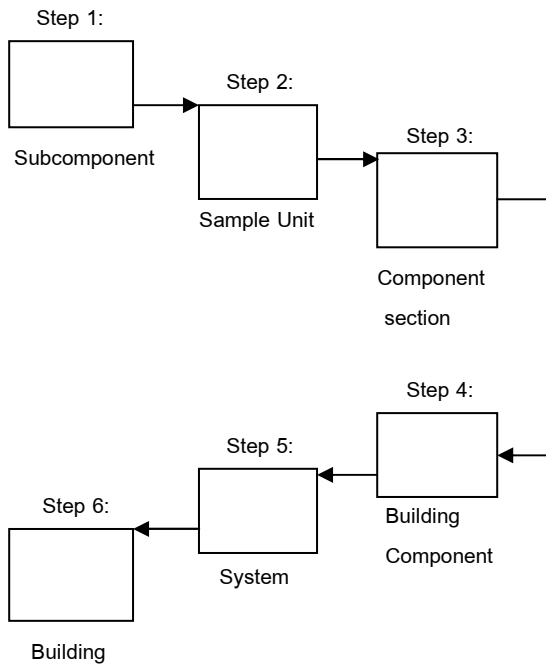 Step 1:
Subcomponent
Step 2:
Sample Unit
Step 3:
Component
section
Step 4:
Building
Component
Step 5:
System
Step 6:
Building